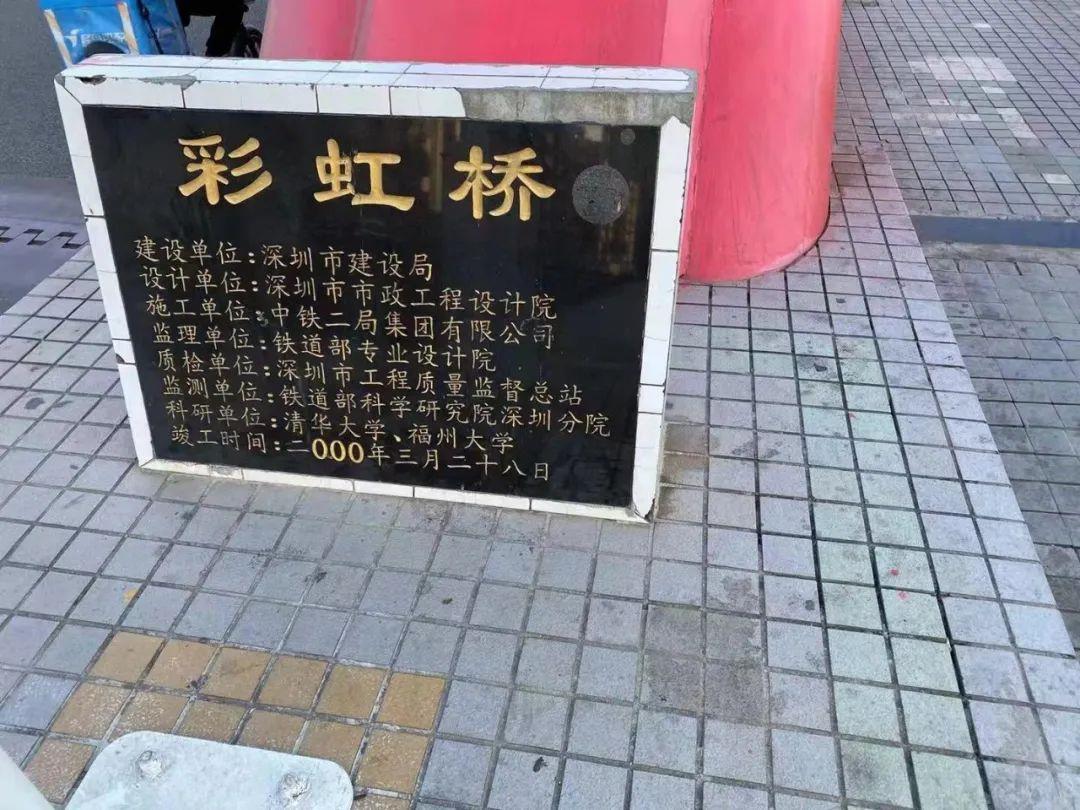 彩虹桥
建设单位:深圳市建设局
设计单位:深圳市市政工程设计院
施工单位:中铁二局集团有限公司
监理单位:铁道部专业设计院
质检单位:深圳市工程质量监督总站
监测单位:铁道部科学研究院深圳分院
科研单位:清华大学、福州大学
竣工时间:二000年三月二十八日